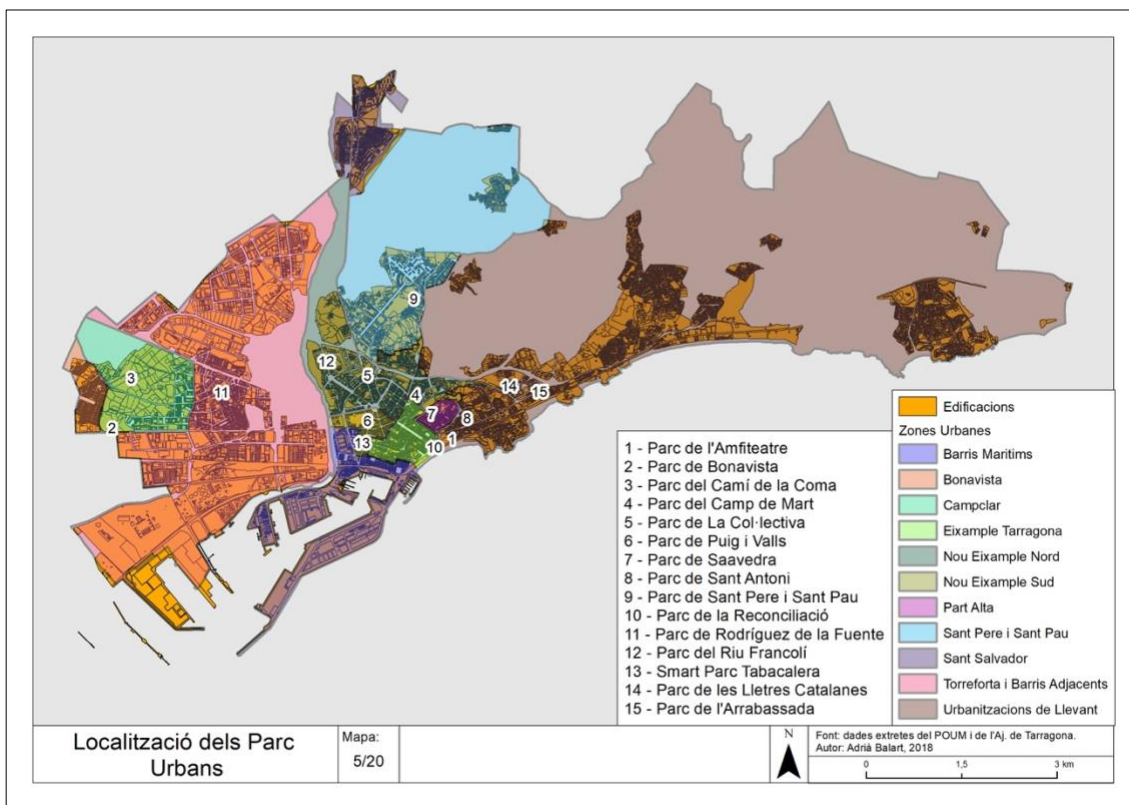 9
12
5
3
14
15
4
11
7
8
6
2
13
1
10
1 - Parc de l'Amfiteatre
2 - Parc de Bonavista
3 - Parc del Camí de la Coma
4 - Parc del Camp de Mart
5 - Parc de La Col·lectiva
6 - Parc de Puig i Valls
7 - Parc de Saavedra
8 - Parc de Sant Antoni
9 - Parc de Sant Pere i Sant Pau
10 - Parc de la Reconciliació
11 - Parc de Rodríguez de la Fuente
12 - Parc del Riu Francolí
13 - Smart Parc Tabacalera
14 - Parc de les Lletres Catalanes
15 - Parc de l'Arrabassada
Edificacions
Zones Urbanes
Barris Maritims
Bonavista
Campclar
Eixample Tarragona
Nou Eixample Nord
Nou Eixample Sud
Part Alta
Sant Pere i Sant Pau
Sant Salvador
Torreforta i Barris Adjacents
Urbanitzacions de Llevant
Localització dels Parc
Urbans
Mapa:
5/20
N
Font: dades extretes del POUM i de l'Aj. de Tarragona.
Autor: Adrià Balart, 2018
0 1,5 3 km